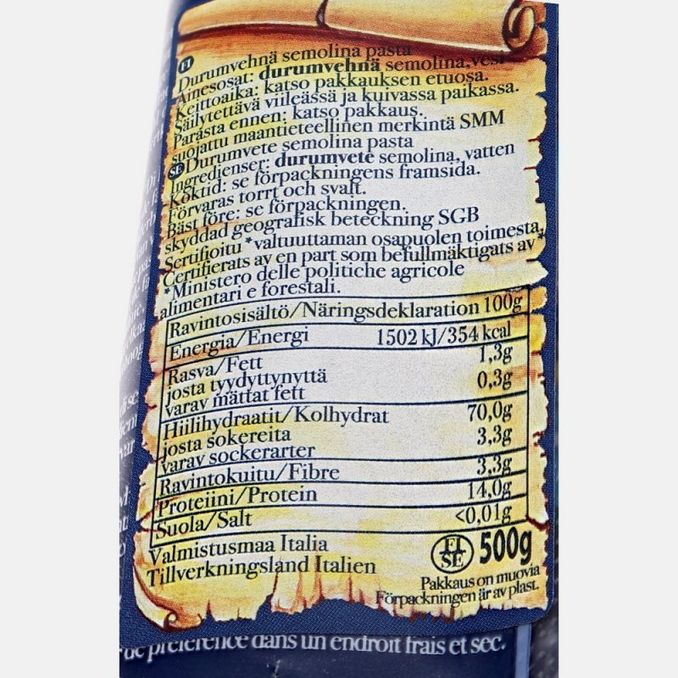 FI Durumvehnä semolina pasta
Ainesosat: durumvehnä semolina, vesi
Keittoaika: katso pakkauksen etuosa.
Säilytettävä viileässä ja kuivassa paikassa.
Parasta ennen: katso pakkaus.
suojattu maantieteellinen merkintä SMM
SE Durumvete semolina pasta
Ingredienser: durumvete semolina, vatten
Koktid: se förpackningens framsida.
Förvaras torrt och svalt.
Bäst före: se förpackningen.
skyddad geografisk beteckning SGB
Sertifioitu *valtuuttaman osapuolen toimesta,
Certifierats av en part som befullmäktigats av*
*Ministero delle politiche agricole
alimentari e forestali.
Ravintosisältö/Näringsdeklaration 100g
Energia/Energi 1502 kJ/354 kcal
Rasva/Fett 1,3g
josta tyydyttynyttä
varav mättat fett 0,3g
Hiilihydraatit/Kolhydrat 70,0g
josta sokereita
varav sockerarter 3,3g
Ravintokuitu/Fibre 3,3g
Proteiini/Protein 14,0g
Suola/Salt <0,01g
Valmistusmaa Italia
Tillverkningsland Italien
FI SE 500g
Pakkaus on muovia
Förpackningen är av plast.
de preférence dans un endroit frais et sec.